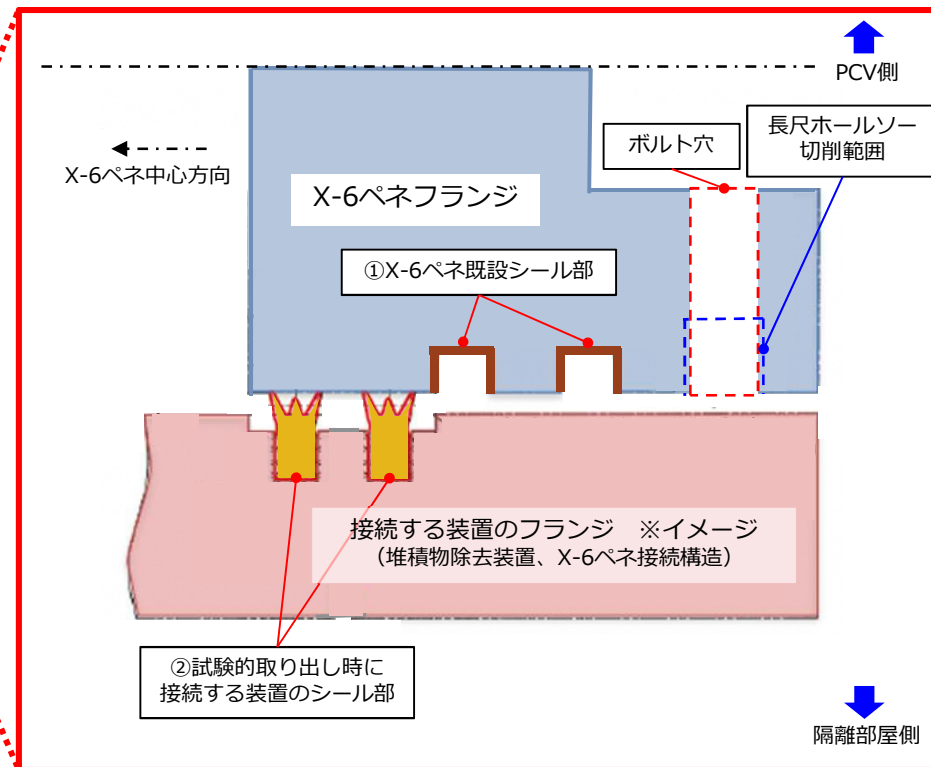 PCV側
X-6ペネ中心方向
ボルト穴
長尺ホールソー
切削範囲
X-6ペネフランジ
①X-6ペネ既設シール部
接続する装置のフランジ　※イメージ
（堆積物除去装置、X-6ペネ接続構造）
②試験的取り出し時に
接続する装置のシール部
隔離部屋側